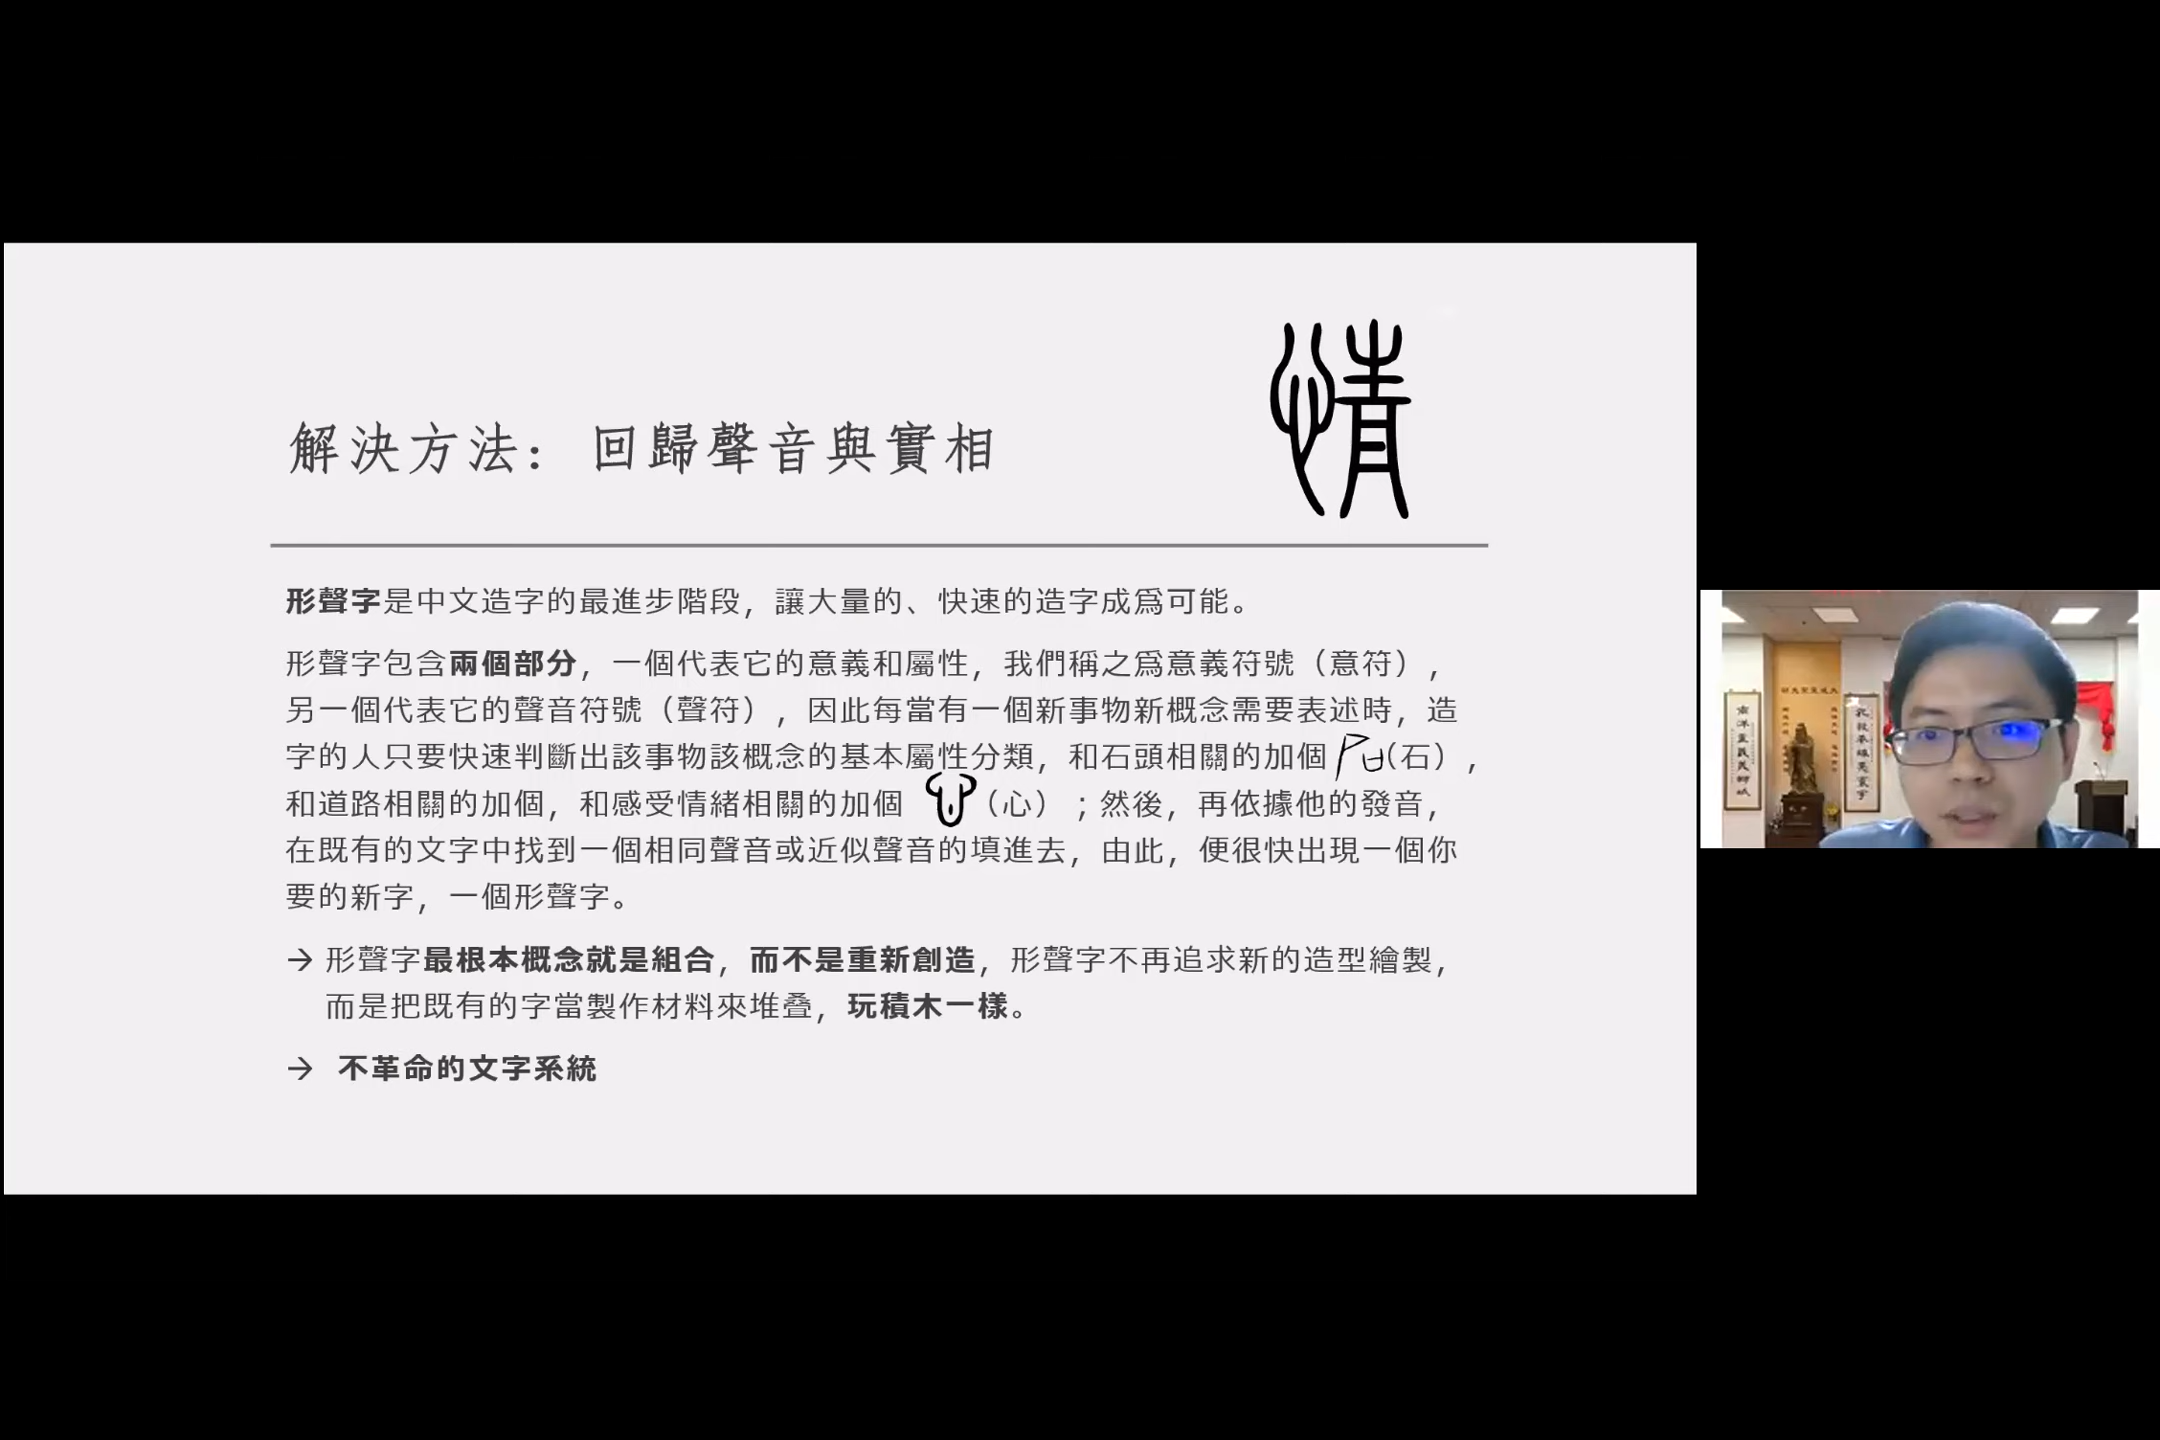 情
解決方法：回歸聲音與實相
形聲字是中文造字的最進步階段，讓大量的、快速的造字成爲可能。
形聲字包含兩個部分，一個代表它的意義和屬性，我們稱之爲意義符號（意符），
另一個代表它的聲音符號（聲符），因此每當有一個新事物新概念需要表述時，造
字的人只要快速判斷出該事物該概念的基本屬性分類，和石頭相關的加個石（石），
和道路相關的加個，和感受情緒相關的加個 心（心）；然後，再依據他的發音，
在既有的文字中找到一個相同聲音或近似聲音的填進去，由此，便很快出現一個你
要的新字，一個形聲字。
→ 形聲字最根本概念就是組合，而不是重新創造，形聲字不再追求新的造型繪製，
而是把既有的字當製作材料來堆叠，玩積木一樣。
→ 不革命的文字系統